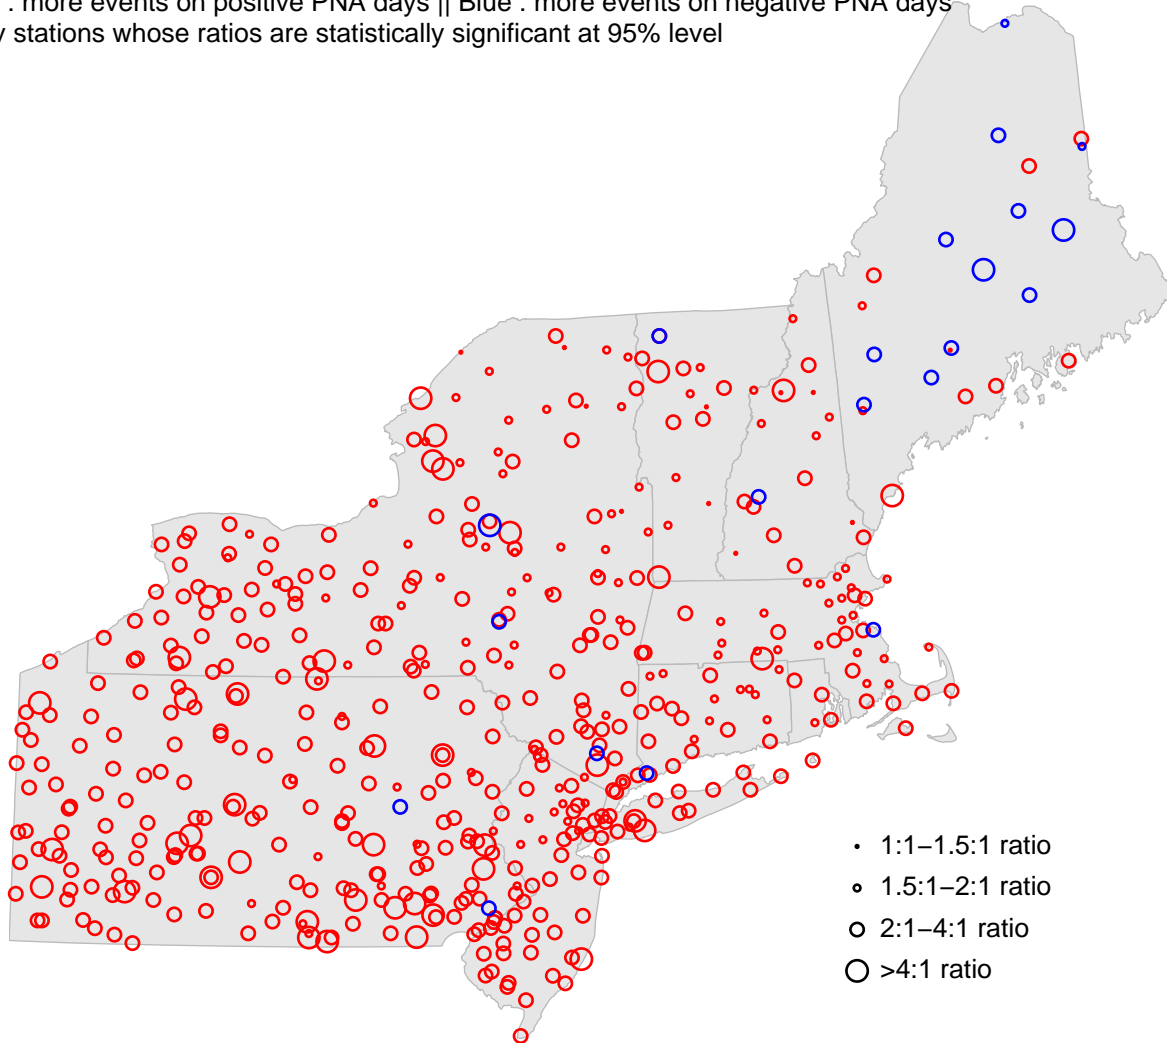 : more events on positive PNA days || Blue : more events on negative PNA days
stations whose ratios are statistically significant at 95% level
1:1–1.5:1 ratio
1.5:1–2:1 ratio
2:1–4:1 ratio
>4:1 ratio